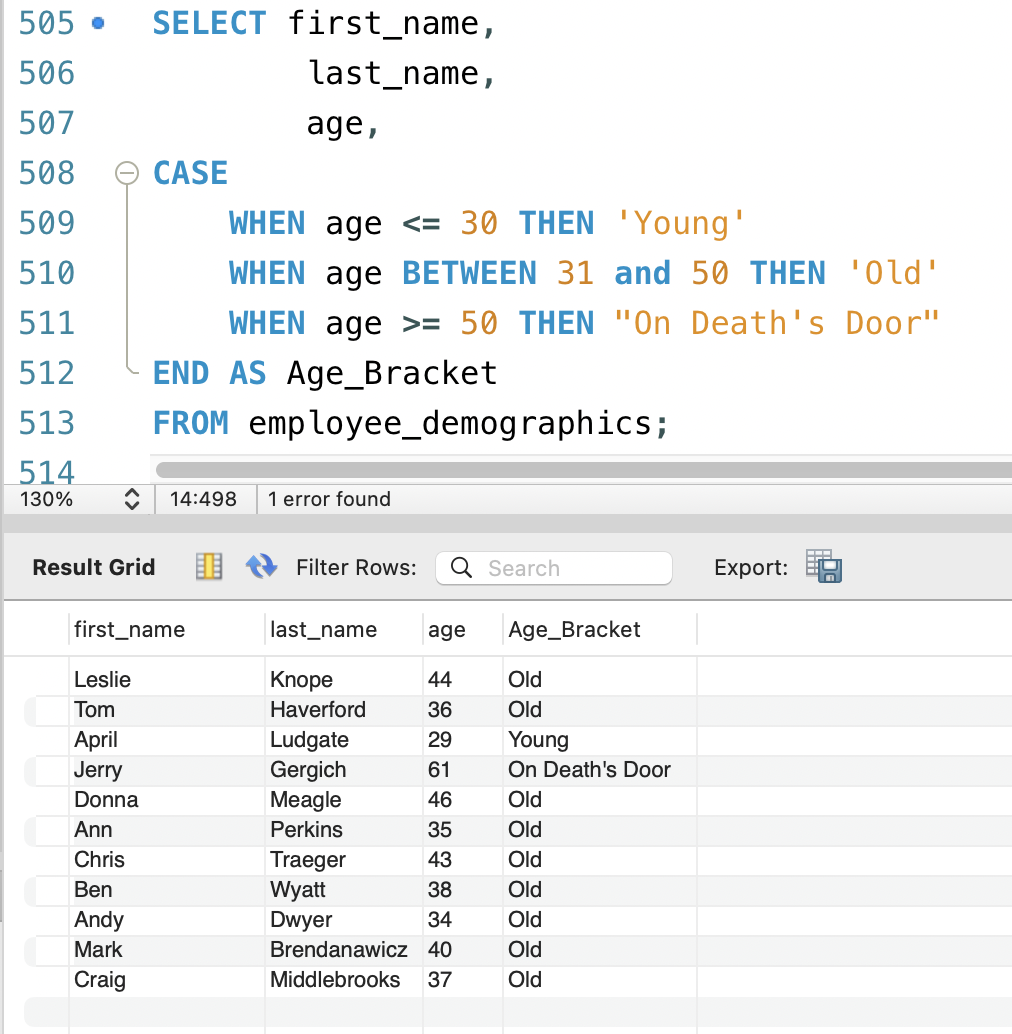 505 SELECT first_name,
506 last_name,
507 age,
508 CASE
509 WHEN age <= 30 THEN 'Young'
510 WHEN age BETWEEN 31 and 50 THEN 'Old'
511 WHEN age >= 50 THEN "On Death's Door"
512 END AS Age_Bracket
513 FROM employee_demographics;
514
130% 14:498 1 error found
Result Grid Filter Rows: Search Export:
first_name last_name age Age_Bracket
Leslie Knope 44 Old
Tom Haverford 36 Old
April Ludgate 29 Young
Jerry Gergich 61 On Death's Door
Donna Meagle 46 Old
Ann Perkins 35 Old
Chris Traeger 43 Old
Ben Wyatt 38 Old
Andy Dwyer 34 Old
Mark Brendanawicz 40 Old
Craig Middlebrooks 37 Old